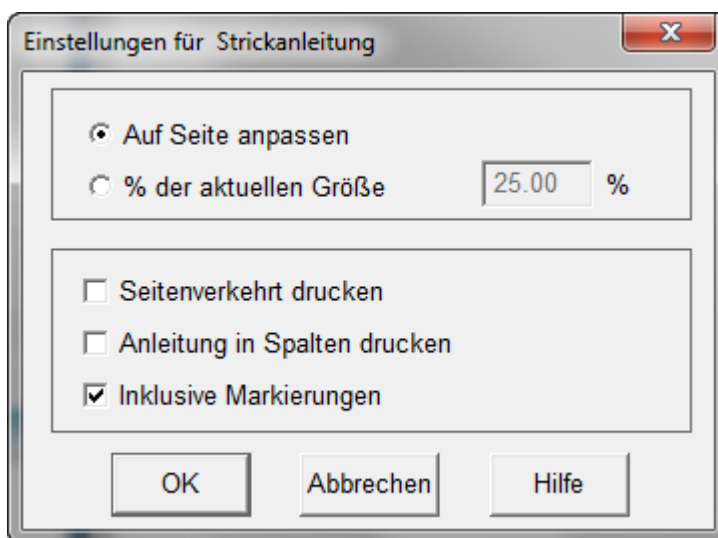 Einstellungen für Strickanleitung
Auf Seite anpassen
% der aktuellen Größe 25.00 %
Seitenverkehrt drucken
Anleitung in Spalten drucken
Inklusive Markierungen
OK Abbrechen Hilfe